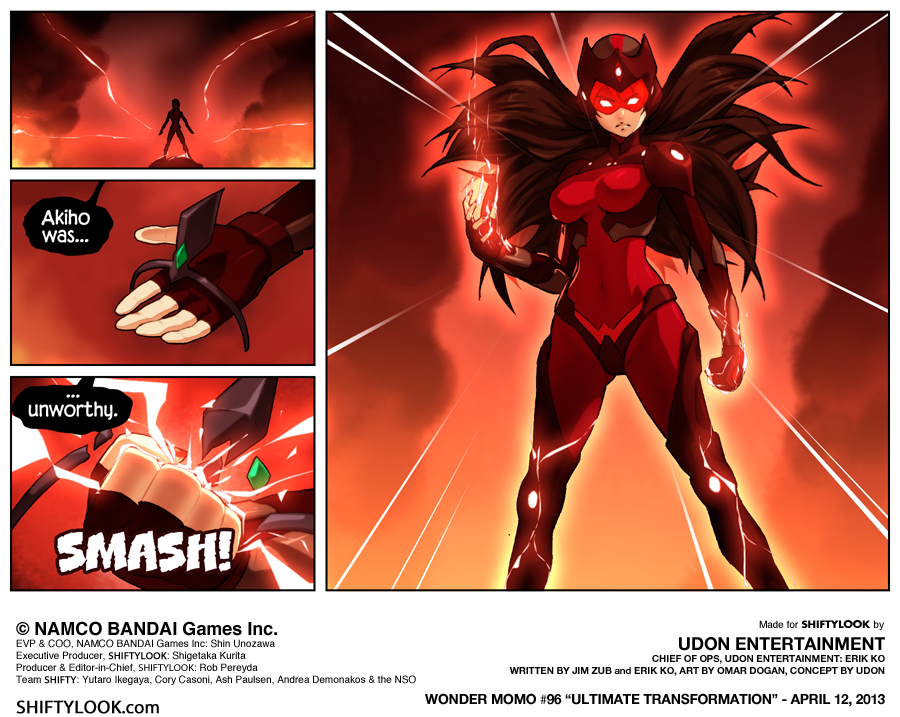 Akiho
was...
...
unworthy.
SMASH!
© NAMCO BANDAI Games Inc.
EVP & COO, NAMCO BANDAI Games Inc: Shin Unozawa
Executive Producer, SHIFTYLOOK: Shigetaka Kurita
Producer & Editor-in-Chief, SHIFTYLOOK: Rob Pereyda
Team SHIFTY: Yutaro Ikegaya, Cory Casoni, Ash Paulsen, Andrea Demonakos & the NSO
SHIFTYLOOK.com
Made for SHIFTYLOOK by
UDON ENTERTAINMENT
CHIEF OF OPS, UDON ENTERTAINMENT: ERIK KO
WRITTEN BY JIM ZUB and ERIK KO, ART BY OMAR DOGAN, CONCEPT BY UDON
WONDER MOMO #96 “ULTIMATE TRANSFORMATION” - APRIL 12, 2013